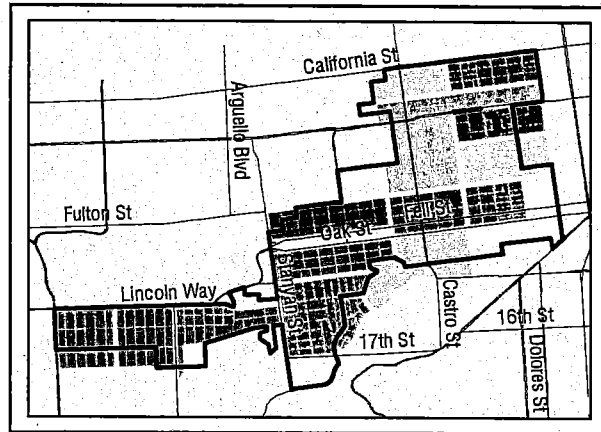 California St
Arguello Blvd
Fulton St
Fell St
Oak St
Stanyan St
Lincoln Way
Castro St
16th St
17th St
Dolores St